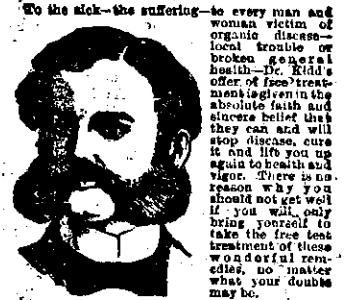 To the sick—the suffering—to every man and
woman victim of
organic disease—
local trouble or
broken general
health—Dr. Kidd's
offer of free treat-
ment is given in the
absolute faith and
sincere belief that
they can and will
stop disease, cure
it and lift you up
again to health and
vigor. There is no
reason why you
should not get well
if you will only
bring yourself to
take the free test
treatment of these
wonderful rem-
edies, no matter
what your doubts
may be.